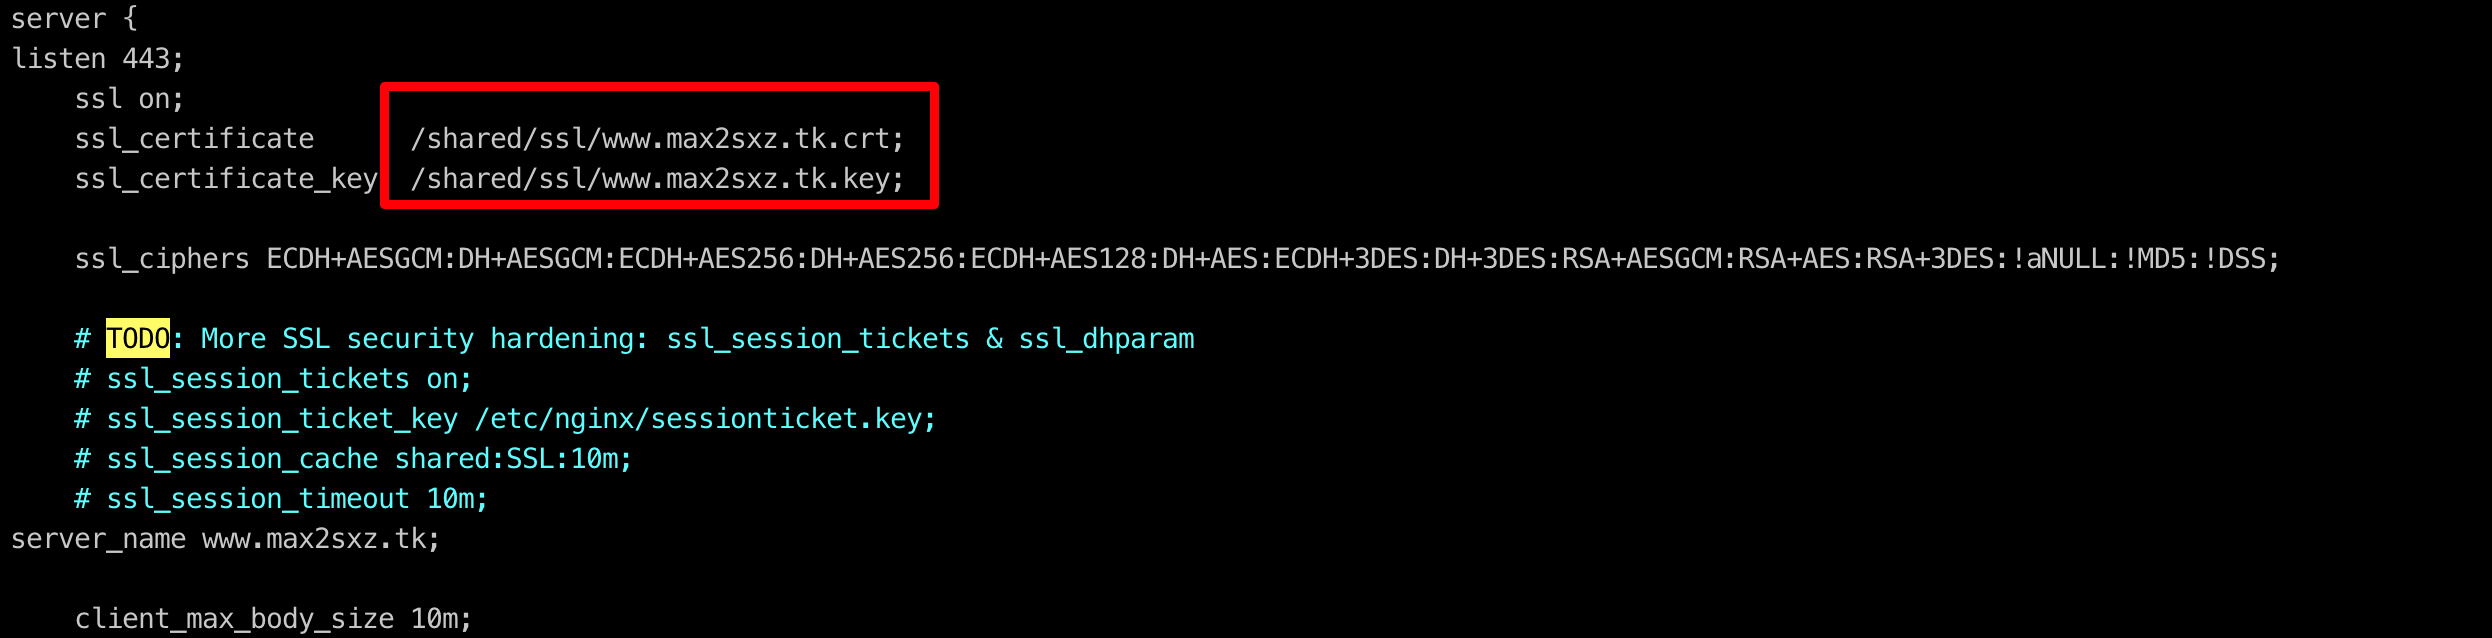 server {
listen 443;
    ssl on;
    ssl_certificate      /shared/ssl/www.max2sxz.tk.crt;
    ssl_certificate_key  /shared/ssl/www.max2sxz.tk.key;

    ssl_ciphers ECDH+AESGCM:DH+AESGCM:ECDH+AES256:DH+AES256:ECDH+AES128:DH+AES:ECDH+3DES:DH+3DES:RSA+AESGCM:RSA+AES:RSA+3DES:!aNULL:!MD5:!DSS;

    # TODO: More SSL security hardening: ssl_session_tickets & ssl_dhparam
    # ssl_session_tickets on;
    # ssl_session_ticket_key /etc/nginx/sessionticket.key;
    # ssl_session_cache shared:SSL:10m;
    # ssl_session_timeout 10m;
server_name www.max2sxz.tk;

    client_max_body_size 10m;